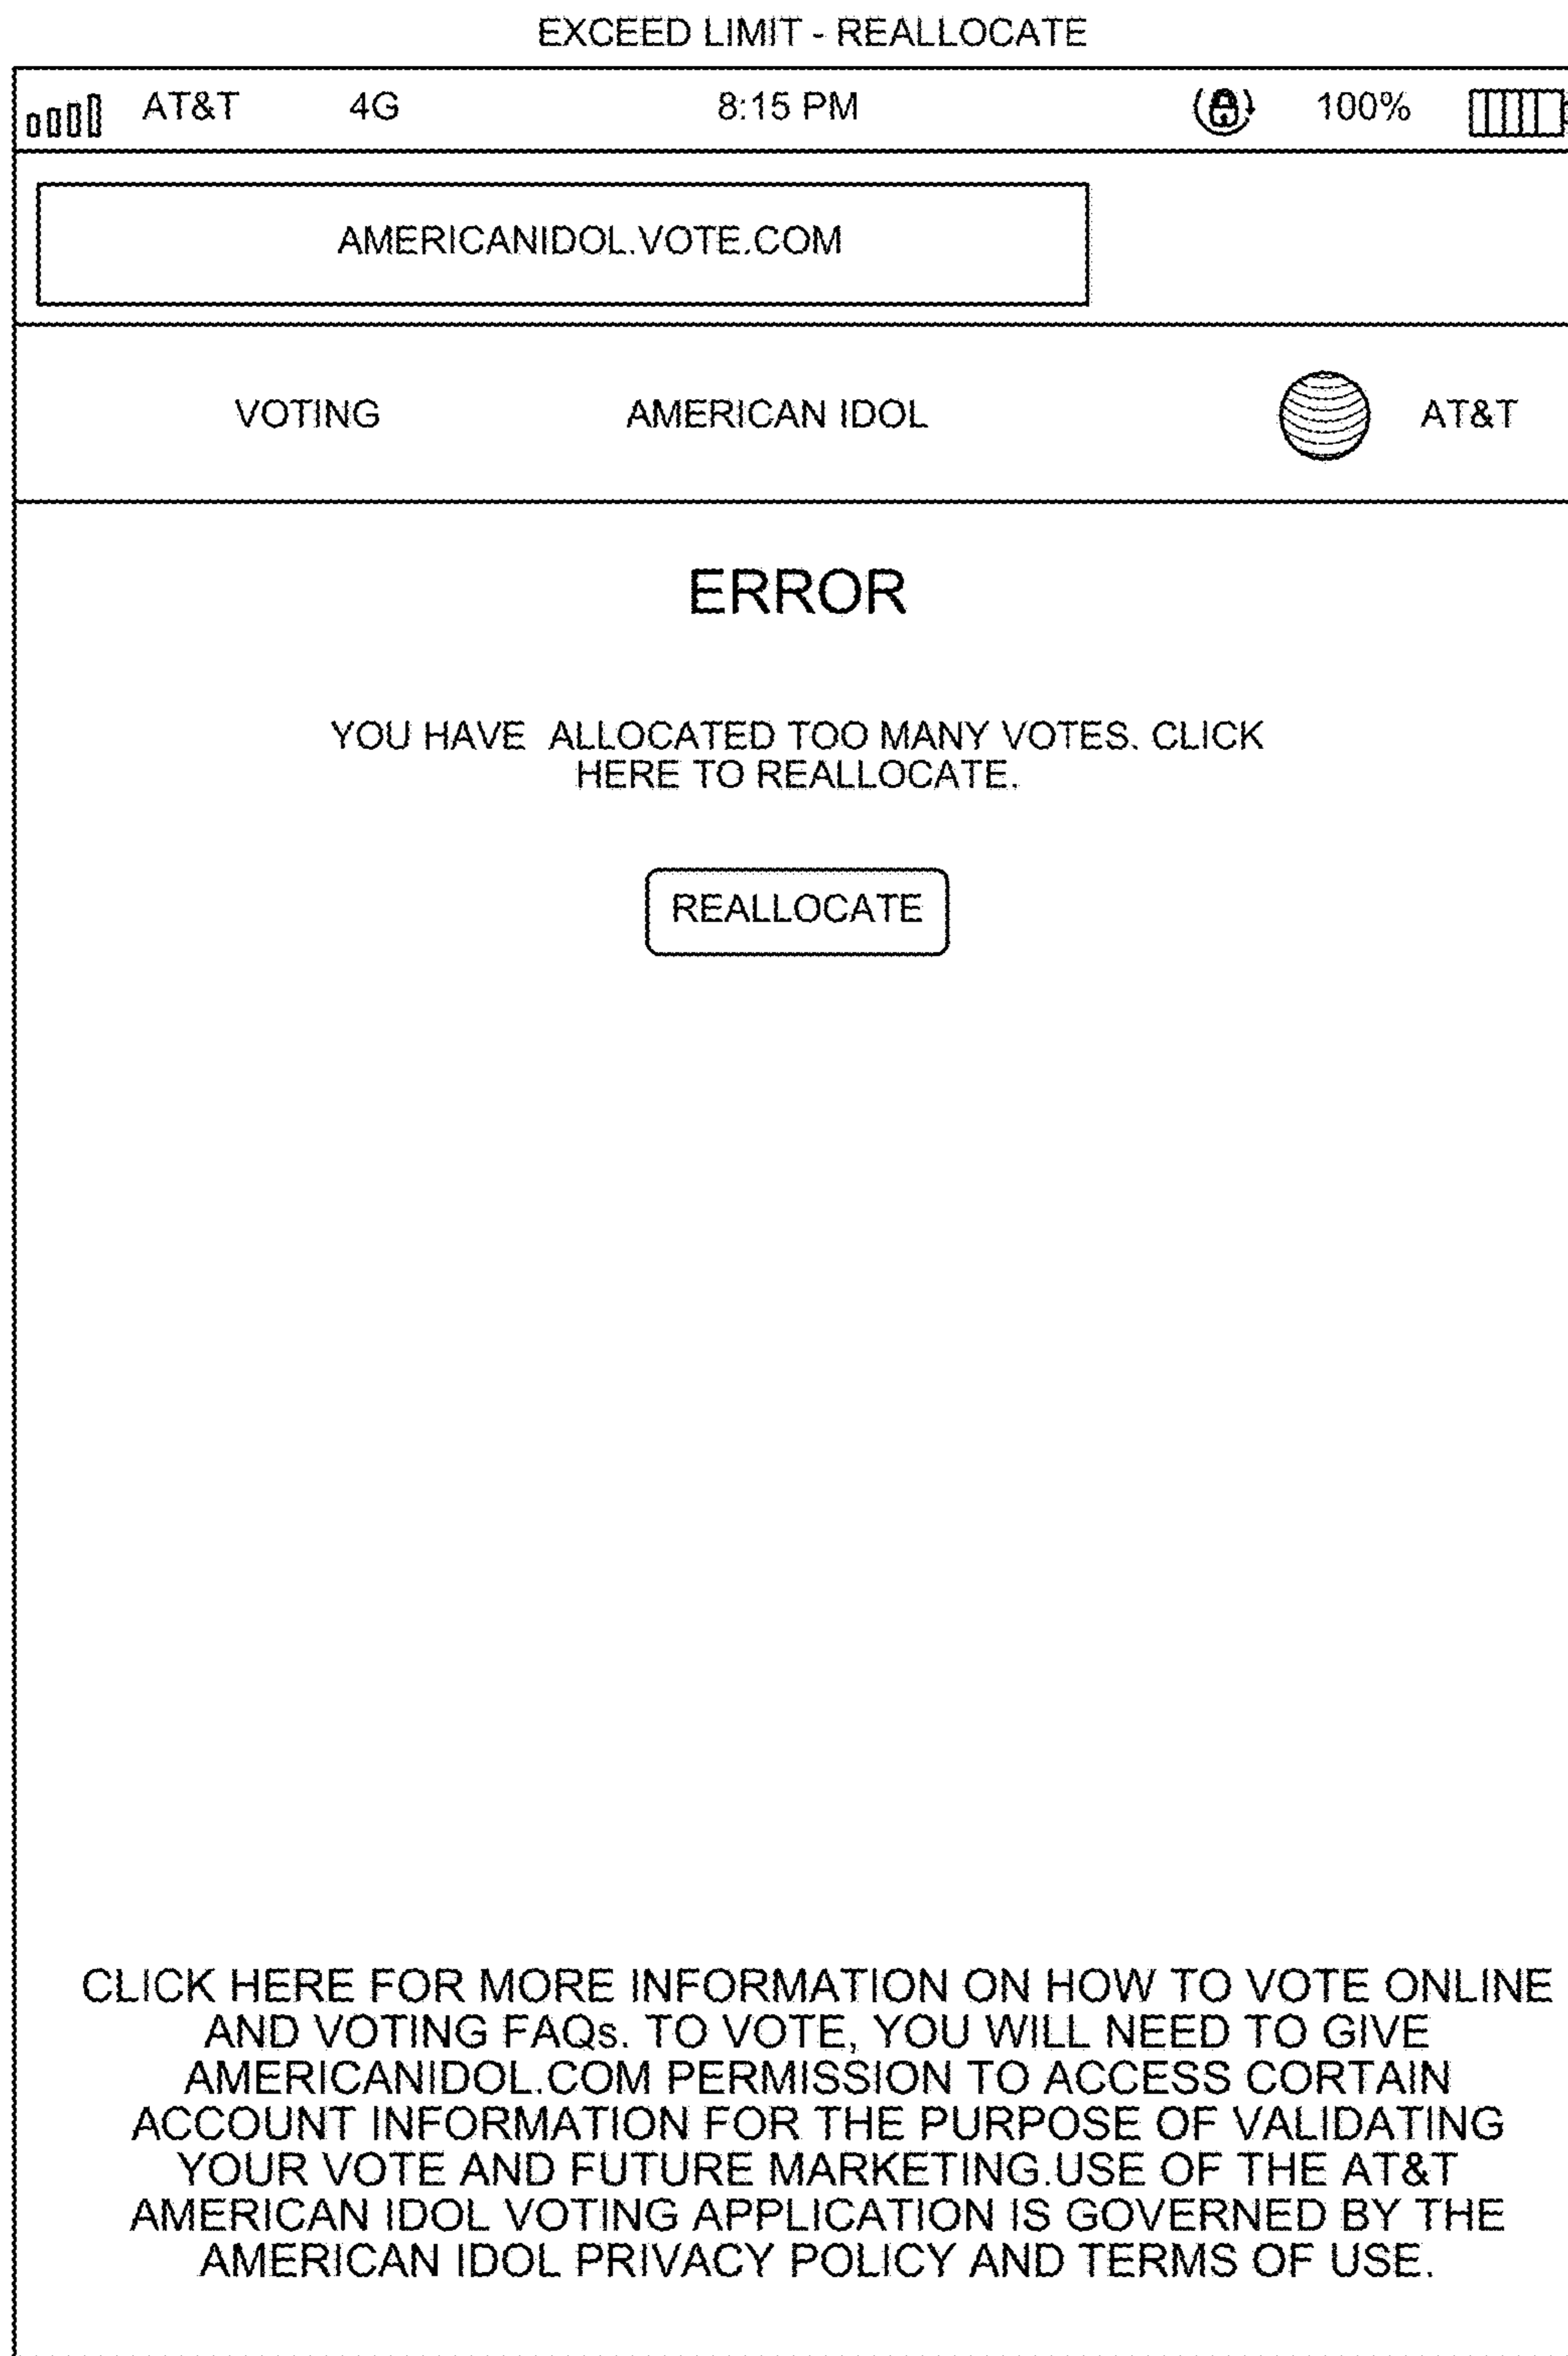 EXCEED LIMIT - REALLOCATE
AT&T 4G 8:15 PM 100%
AMERICANIDOL.VOTE.COM
VOTING AMERICAN IDOL AT&T
ERROR
YOU HAVE ALLOCATED TOO MANY VOTES. CLICK
HERE TO REALLOCATE.
REALLOCATE
CLICK HERE FOR MORE INFORMATION ON HOW TO VOTE ONLINE
AND VOTING FAQs. TO VOTE, YOU WILL NEED TO GIVE
AMERICANIDOL.COM PERMISSION TO ACCESS CORTAIN
ACCOUNT INFORMATION FOR THE PURPOSE OF VALIDATING
YOUR VOTE AND FUTURE MARKETING.USE OF THE AT&T
AMERICAN IDOL VOTING APPLICATION IS GOVERNED BY THE
AMERICAN IDOL PRIVACY POLICY AND TERMS OF USE.